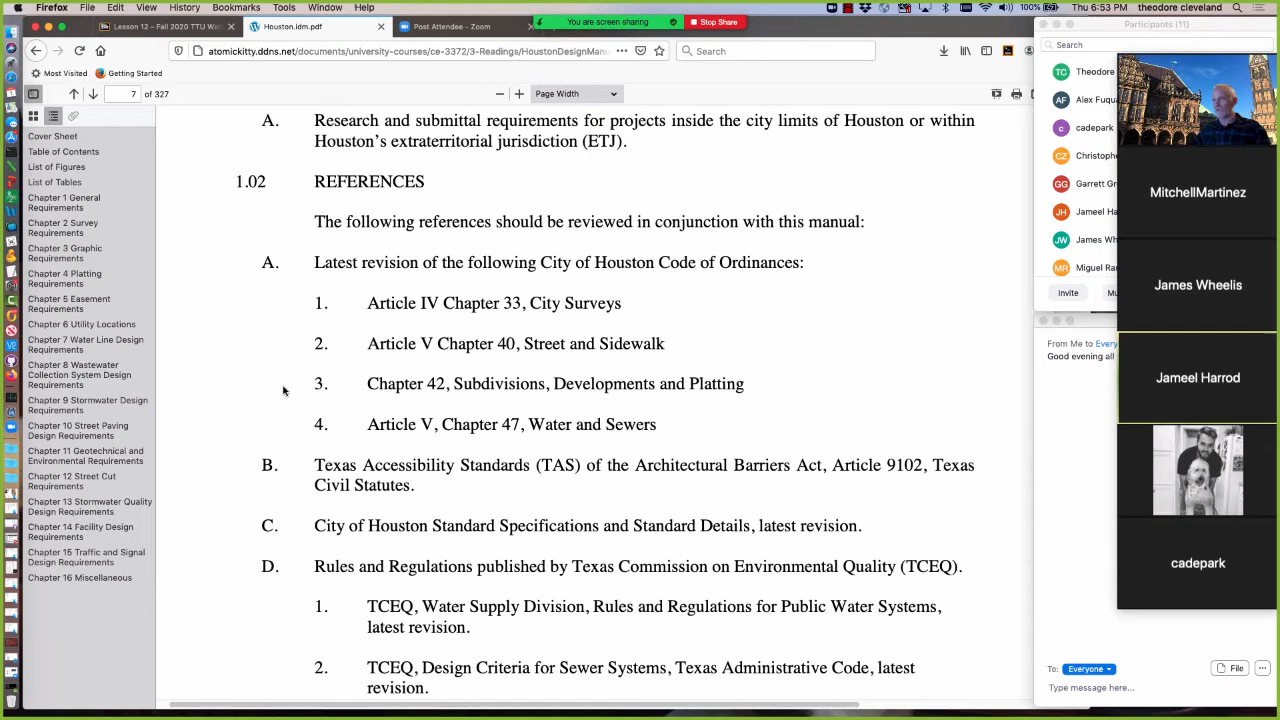 Firefox File Edit View History Bookmarks Tools Window Help
100% Thu 6:53 PM theodore cleveland
You are screen sharing Stop Share
Lesson 12 – Fall 2020 TTU Water
Houston.idm.pdf
Post Attendee - Zoom
atomickitty.ddns.net/documents/university-courses/ce-3372/3-Readings/HoustonDesignManu
Search
Most Visited Getting Started
7 of 327
Page Width
Cover Sheet
Table of Contents
List of Figures
List of Tables
Chapter 1 General
Requirements
Chapter 2 Survey
Requirements
Chapter 3 Graphic
Requirements
Chapter 4 Platting
Requirements
Chapter 5 Easement
Requirements
Chapter 6 Utility Locations
Chapter 7 Water Line Design
Requirements
Chapter 8 Wastewater
Collection System Design
Requirements
Chapter 9 Stormwater Design
Requirements
Chapter 10 Street Paving
Design Requirements
Chapter 11 Geotechnical and
Environmental Requirements
Chapter 12 Street Cut
Requirements
Chapter 13 Stormwater Quality
Design Requirements
Chapter 14 Facility Design
Requirements
Chapter 15 Traffic and Signal
Design Requirements
Chapter 16 Miscellaneous
A. Research and submittal requirements for projects inside the city limits of Houston or within
Houston's extraterritorial jurisdiction (ETJ).
1.02 REFERENCES
The following references should be reviewed in conjunction with this manual:
A. Latest revision of the following City of Houston Code of Ordinances:
1. Article IV Chapter 33, City Surveys
2. Article V Chapter 40, Street and Sidewalk
3. Chapter 42, Subdivisions, Developments and Platting
4. Article V, Chapter 47, Water and Sewers
B. Texas Accessibility Standards (TAS) of the Architectural Barriers Act, Article 9102, Texas
Civil Statutes.
C. City of Houston Standard Specifications and Standard Details, latest revision.
D. Rules and Regulations published by Texas Commission on Environmental Quality (TCEQ).
1. TCEQ, Water Supply Division, Rules and Regulations for Public Water Systems,
latest revision.
2. TCEQ, Design Criteria for Sewer Systems, Texas Administrative Code, latest
revision.
Participants (11)
Search
TC Theodore
AF Alex Fuqua
c cadepark
CZ Christophe
GG Garrett Gr
JH Jameel Ha
JW James Wh
MR Miguel Ran
Invite Mu
From Me to Every
Good evening all
MitchellMartinez
James Wheelis
Jameel Harrod
cadepark
To: Everyone File
Type message here...